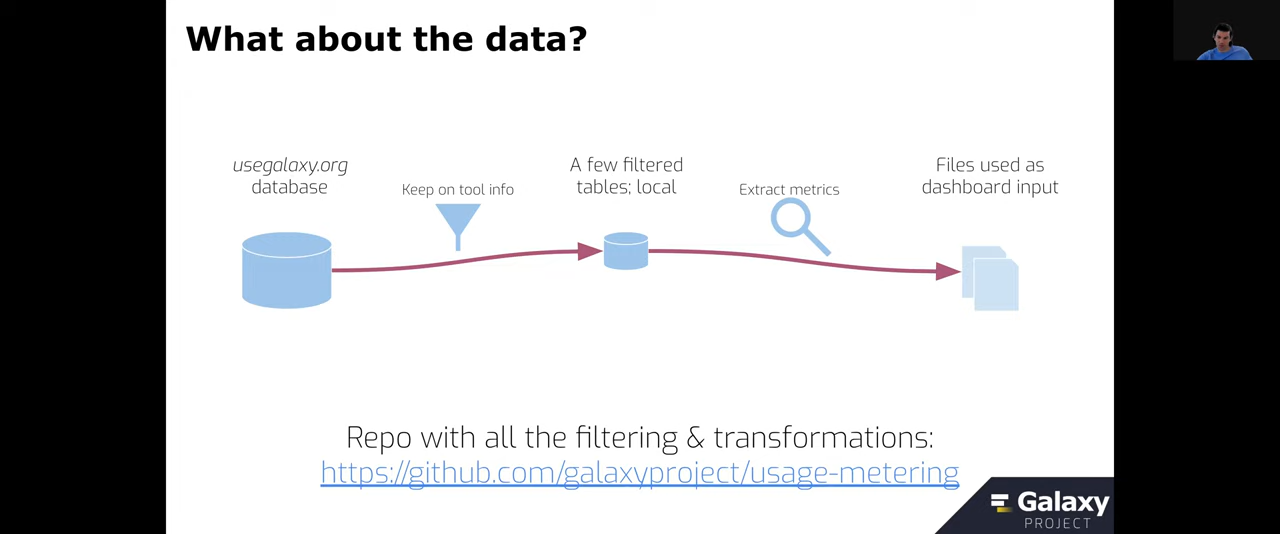 What about the data?
usegalaxy.org
database
Keep on tool info
A few filtered
tables; local
Extract metrics
Files used as
dashboard input
Repo with all the filtering & transformations:
https://github.com/galaxyproject/usage-metering
Galaxy
PROJECT